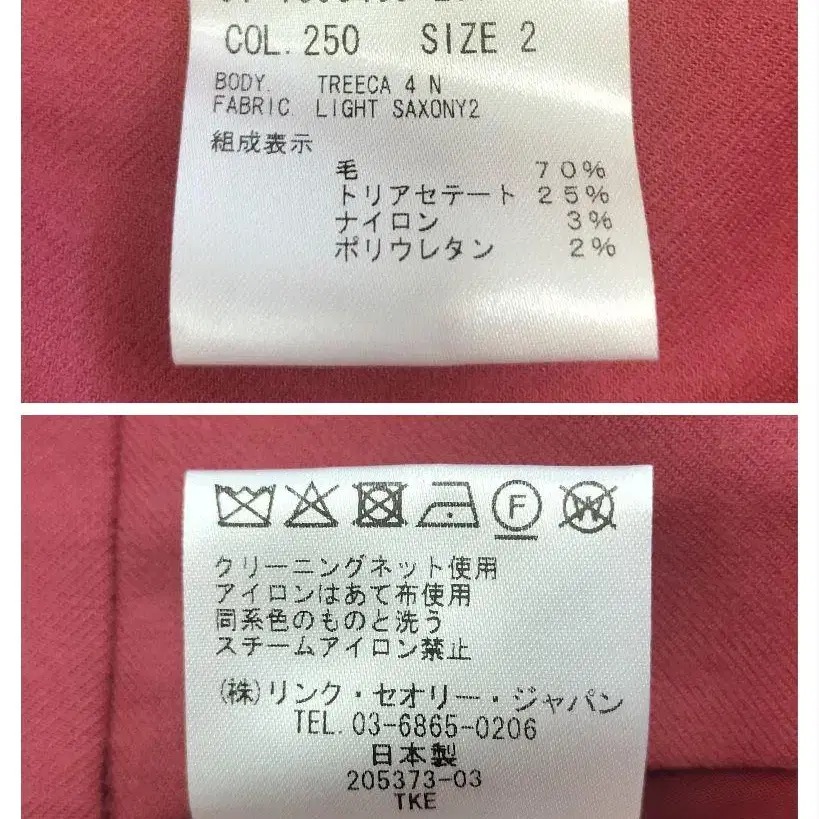 COL.250 SIZE 2
BODY. TREECA 4 N
FABRIC LIGHT SAXONY2
組成表示
毛 70%
トリアセテート 25%
ナイロン 3%
ポリウレタン 2%
F
W
クリーニングネット使用
アイロンはあて布使用
同系色のものと洗う
スチームアイロン禁止
(株)リンク・セオリー・ジャパン
TEL.03-6865-0206
日本製
205373-03
TKE